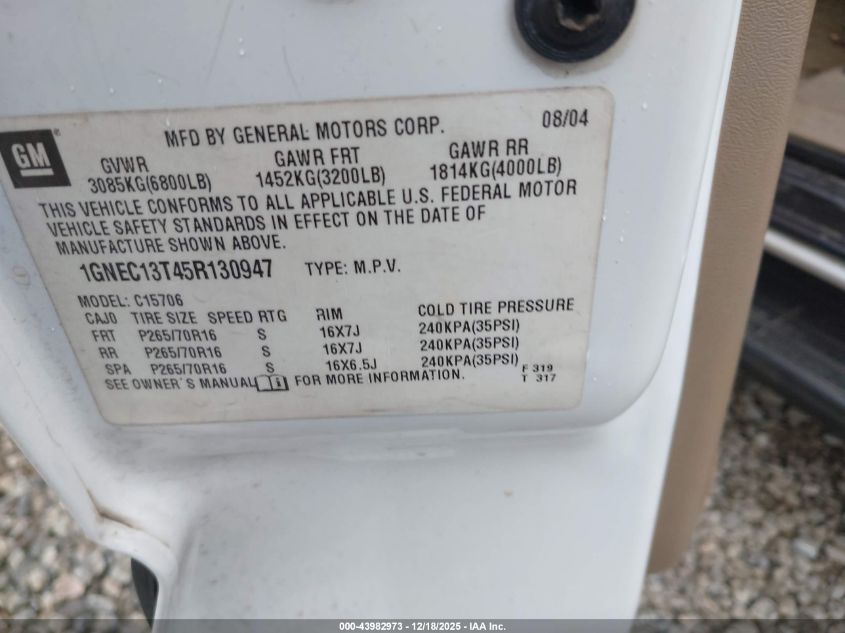 GM ®
MFD BY GENERAL MOTORS CORP. 08/04
GVWR GAWR FRT GAWR RR
3085KG(6800LB) 1452KG(3200LB) 1814KG(4000LB)
THIS VEHICLE CONFORMS TO ALL APPLICABLE U.S. FEDERAL MOTOR
VEHICLE SAFETY STANDARDS IN EFFECT ON THE DATE OF
MANUFACTURE SHOWN ABOVE.
1GNEC13T45R130947 TYPE: M.P.V.
MODEL: C15706
CAJ0 TIRE SIZE SPEED RTG RIM COLD TIRE PRESSURE
FRT P265/70R16 S 16X7J 240KPA(35PSI)
RR P265/70R16 S 16X7J 240KPA(35PSI)
SPA P265/70R16 S 16X6.5J 240KPA(35PSI)
SEE OWNER'S MANUAL FOR MORE INFORMATION.
F 319
T 317
000-43982973 - 12/18/2025 - IAA Inc.